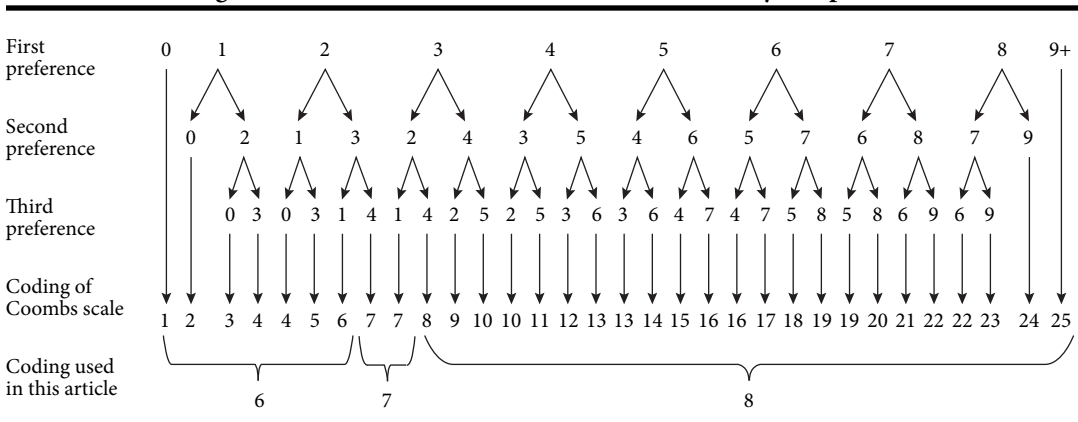 First
preference
0 1 2 3 4 5 6 7 8 9+
Second
preference
0 2 1 3 2 4 3 5 4 6 5 7 6 8 7 9
Third
preference
0 3 0 3 1 4 1 4 2 5 2 5 3 6 3 6 4 7 4 7 5 8 5 8 6 9 6 9
Coding of
Coombs scale
1 2 3 4 4 5 6 7 7 8 9 10 10 11 12 13 13 14 15 16 16 17 18 19 19 20 21 22 22 23 24 25
Coding used
in this article
6 7 8